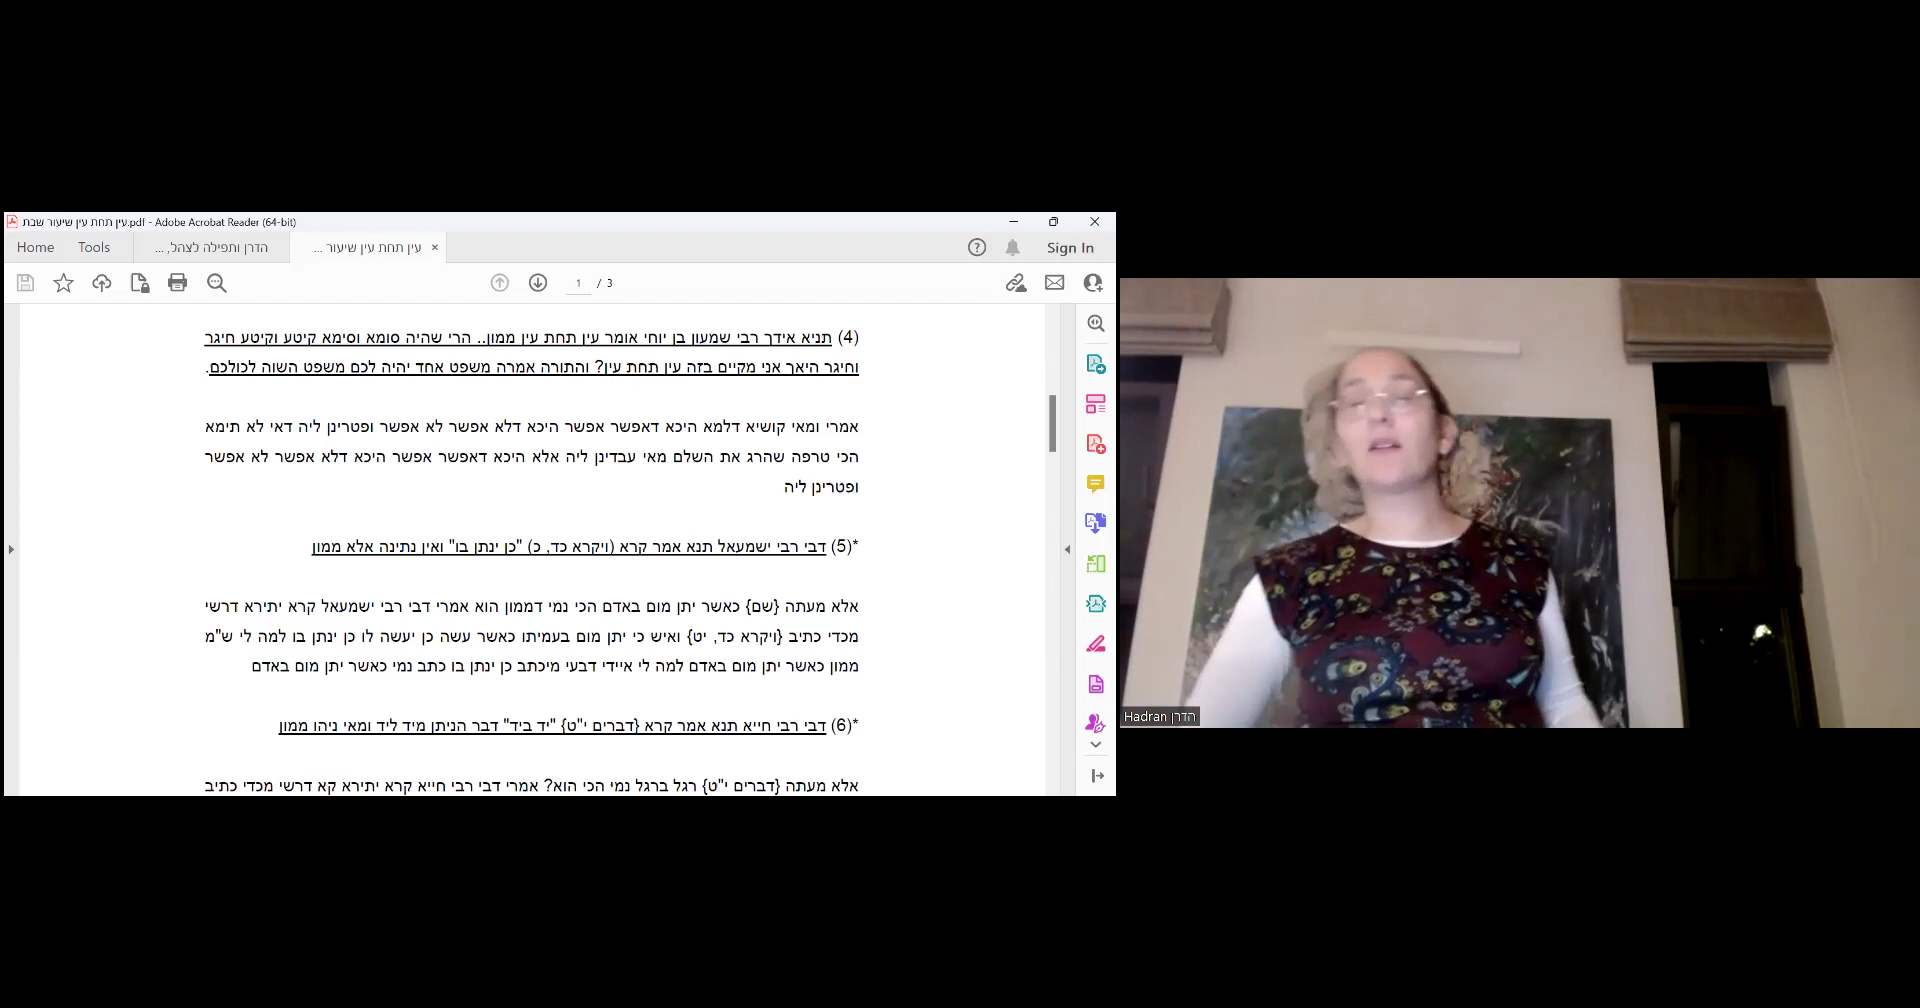 עין תחת עין שיעור שבת.pdf - Adobe Acrobat Reader (64-bit)
Home Tools הדרן ותפילה לצהל, ... עין תחת עין שיעור ... × Sign In
1 / 3
(4) תניא אידך רבי שמעון בן יוחי אומר עין תחת עין ממון.. הרי שהיה סומא וסימא קיטע וקיטע חיגר
וחיגר היאך אני מקיים בזה עין תחת עין? והתורה אמרה משפט אחד יהיה לכם משפט השוה לכולכם.
אמרי ומאי קושיא דלמא היכא דאפשר אפשר היכא דלא אפשר לא אפשר ופטרינן ליה דאי לא תימא
הכי טרפה שהרג את השלם מאי עבדינן ליה אלא היכא דאפשר אפשר היכא דלא אפשר לא אפשר
ופטרינן ליה
*(5) דבי רבי ישמעאל תנא אמר קרא (ויקרא כד, כ) "כן ינתן בו" ואין נתינה אלא ממון
אלא מעתה {שם} כאשר יתן מום באדם הכי נמי דממון הוא אמרי דבי רבי ישמעאל קרא יתירא דרשי
מכדי כתיב {ויקרא כד, יט} ואיש כי יתן מום בעמיתו כאשר עשה כן יעשה לו כן ינתן בו למה לי ש"מ
ממון כאשר יתן מום באדם למה לי איידי דבעי מיכתב כן ינתן בו כתב נמי כאשר יתן מום באדם
*(6) דבי רבי חייא תנא אמר קרא {דברים י"ט} "יד ביד" דבר הניתן מיד ליד ומאי ניהו ממון
אלא מעתה {דברים י"ט} רגל ברגל נמי הכי הוא? אמרי דבי רבי חייא קרא יתירא קא דרשי מכדי כתיב
Hadran הדרן